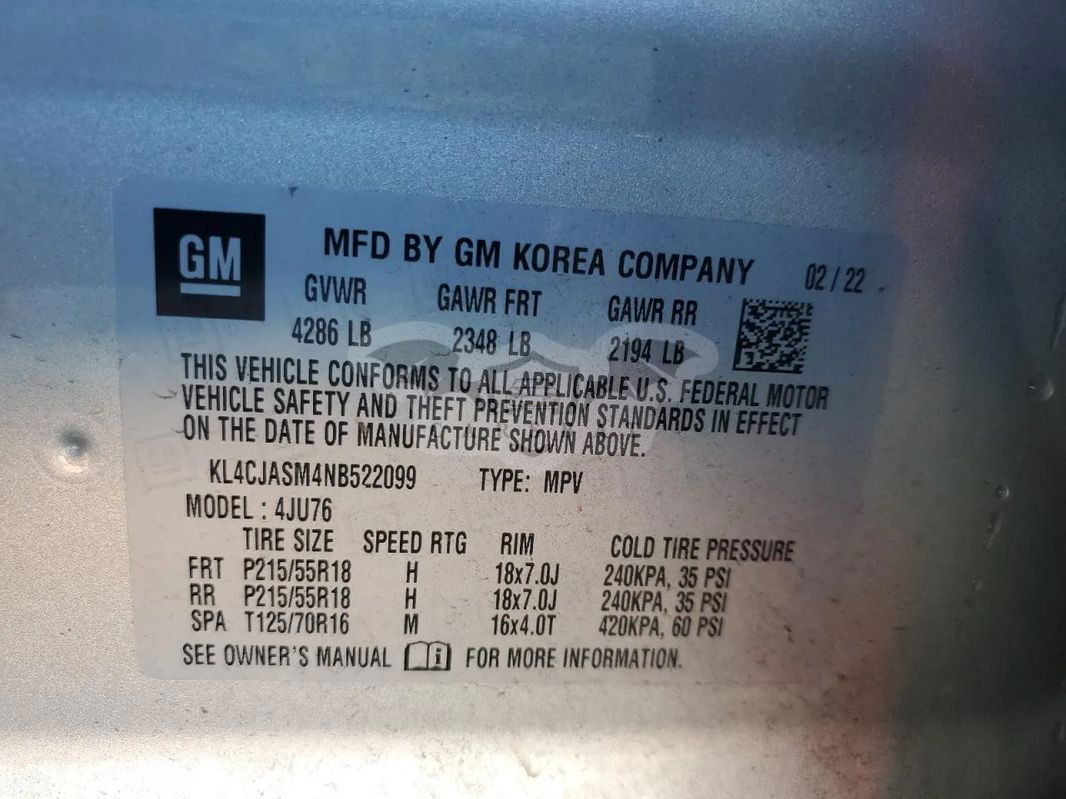 GM
MFD BY GM KOREA COMPANY 02/22
GVWR GAWR FRT GAWR RR
4286 LB 2348 LB 2194 LB
THIS VEHICLE CONFORMS TO ALL APPLICABLE U.S. FEDERAL MOTOR
VEHICLE SAFETY AND THEFT PREVENTION STANDARDS IN EFFECT
ON THE DATE OF MANUFACTURE SHOWN ABOVE.
KL4CJASM4NB522099 TYPE: MPV
MODEL : 4JU76
TIRE SIZE SPEED RTG RIM COLD TIRE PRESSURE
FRT P215/55R18 H 18x7.0J 240KPA, 35 PSI
RR P215/55R18 H 18x7.0J 240KPA, 35 PSI
SPA T125/70R16 M 16x4.0T 420KPA, 60 PSI
SEE OWNER'S MANUAL i FOR MORE INFORMATION.